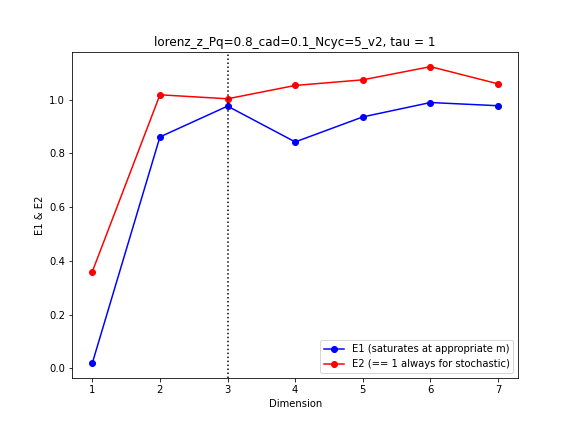 lorenz_z_Pq=0.8_cad=0.1_Ncyc=5_v2, tau = 1
E1 & E2
1.0
0.8
0.6
0.4
0.2
0.0
E1 (saturates at appropriate m)
E2 (== 1 always for stochastic)
1 2 3 4 5 6 7
Dimension